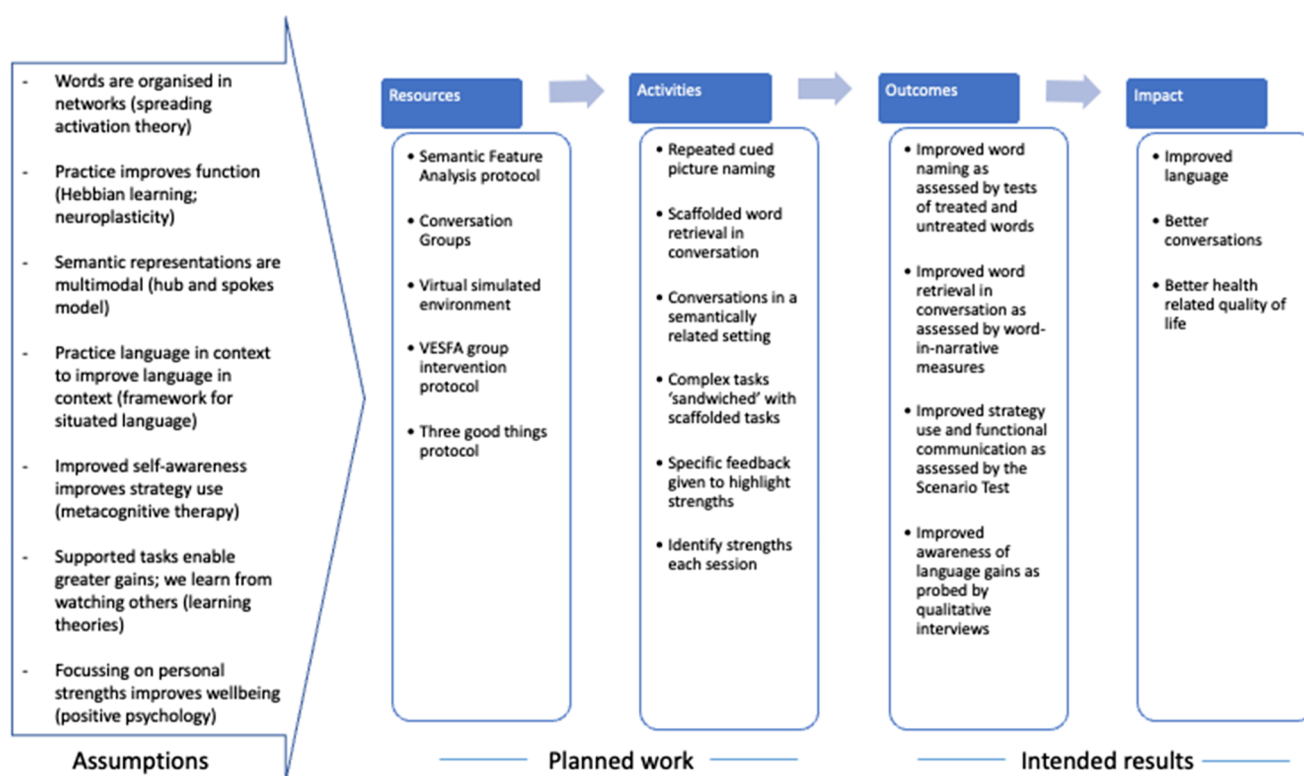 - Words are organised in
networks (spreading
activation theory)
- Practice improves function
(Hebbian learning;
neuroplasticity)
- Semantic representations are
multimodal (hub and spokes
model)
- Practice language in context
to improve language in
context (framework for
situated language)
- Improved self-awareness
improves strategy use
(metacognitive therapy)
- Supported tasks enable
greater gains; we learn from
watching others (learning
theories)
- Focussing on personal
strengths improves wellbeing
(positive psychology)
Assumptions
Resources
• Semantic Feature
Analysis protocol
• Conversation
Groups
• Virtual simulated
environment
• VESFA group
intervention
protocol
• Three good things
protocol
Activities
• Repeated cued
picture naming
• Scaffolded word
retrieval in
conversation
• Conversations in a
semantically
related setting
• Complex tasks
‘sandwiched’ with
scaffolded tasks
• Specific feedback
given to highlight
strengths
• Identify strengths
each session
Planned work
Outcomes
• Improved word
naming as
assessed by tests
of treated and
untreated words
• Improved word
retrieval in
conversation as
assessed by word-
in-narrative
measures
• Improved strategy
use and functional
communication as
assessed by the
Scenario Test
• Improved
awareness of
language gains as
probed by
qualitative
interviews
Impact
• Improved
language
• Better
conversations
• Better health
related quality of
life
Intended results